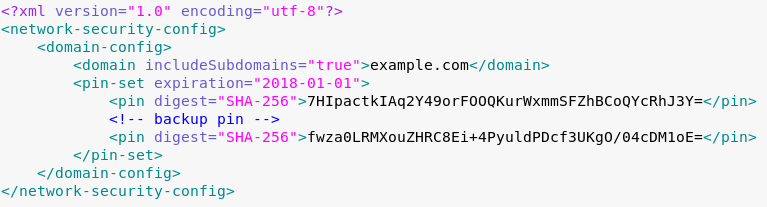 <?xml version="1.0" encoding="utf-8"?>
<network-security-config>
    <domain-config>
        <domain includeSubdomains="true">example.com</domain>
        <pin-set expiration="2018-01-01">
            <pin digest="SHA-256">7HIpactkIAq2Y49orFOOQKurWxmmSFZhBCoQYcRhJ3Y=</pin>
            <!-- backup pin -->
            <pin digest="SHA-256">fwza0LRMXouZHRC8Ei+4PyuldPDcf3UKgO/04cDM1oE=</pin>
        </pin-set>
    </domain-config>
</network-security-config>